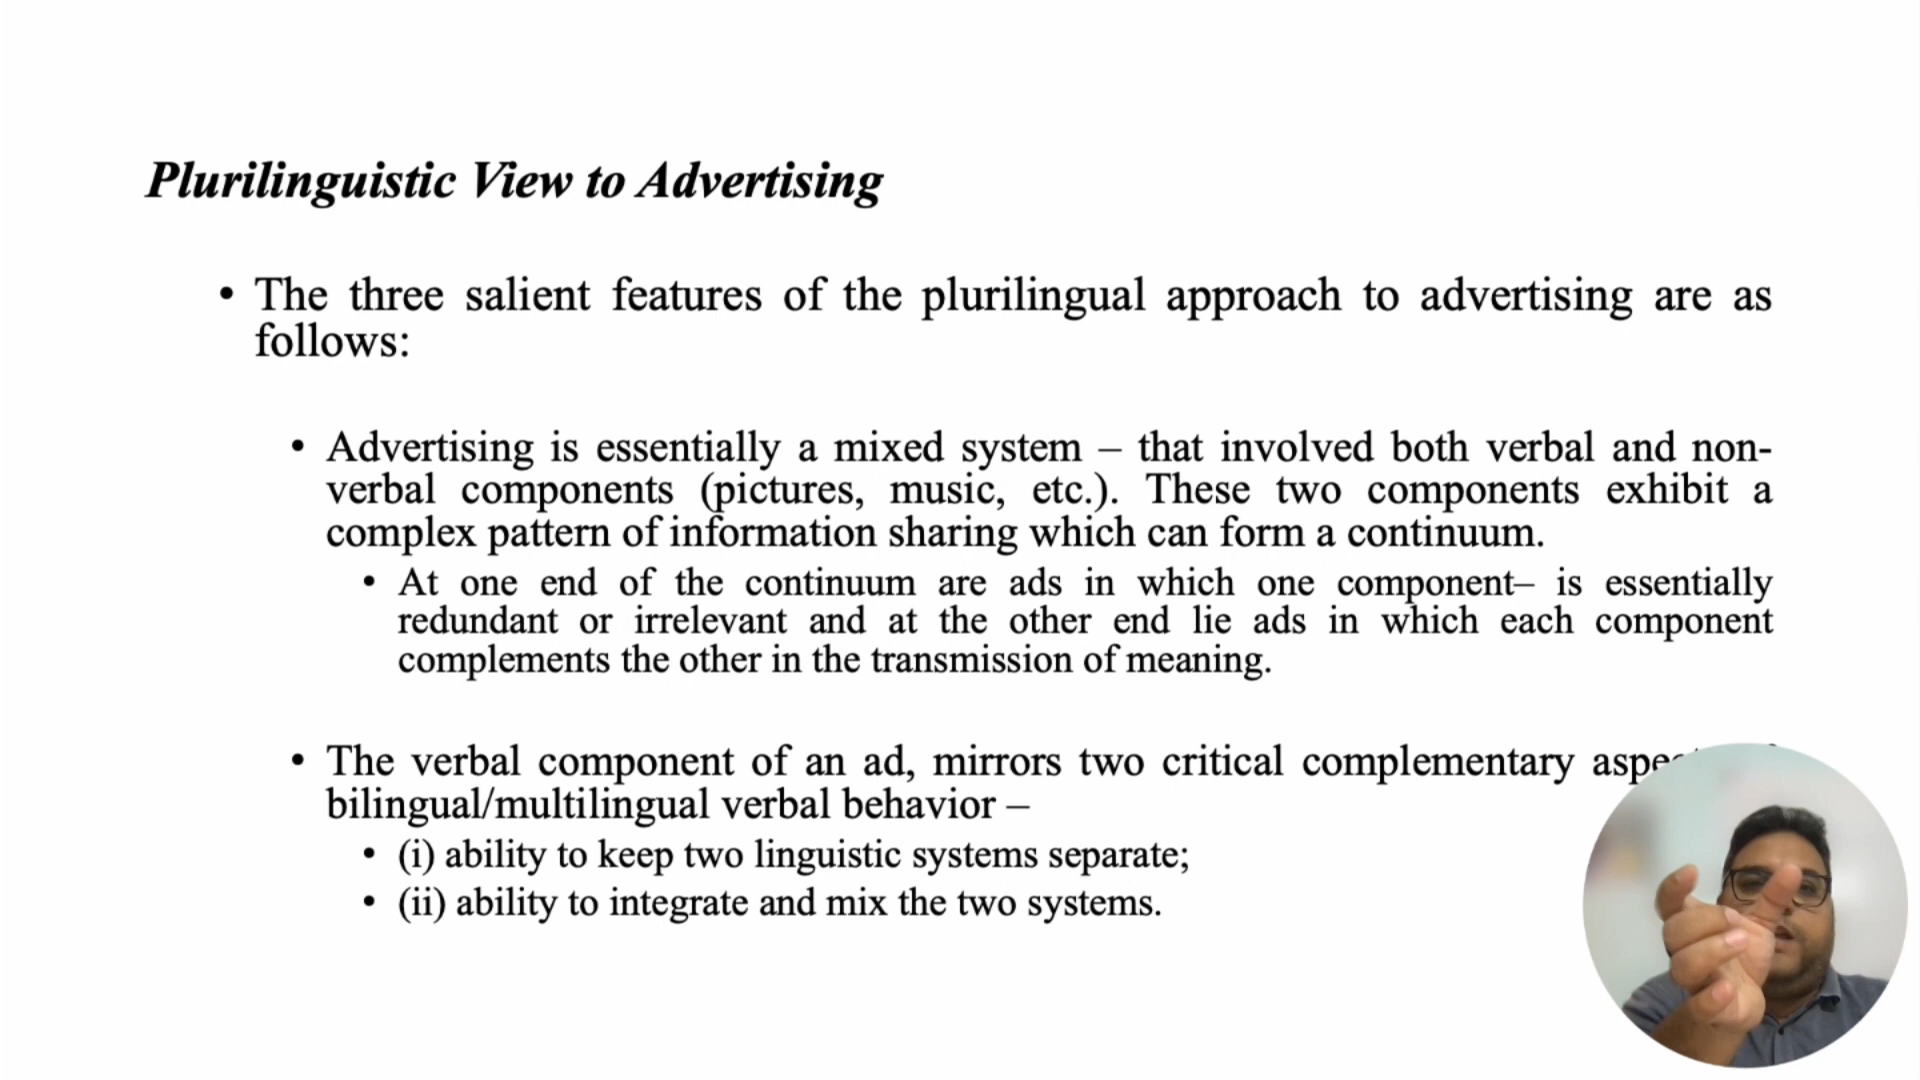 Plurilinguistic View to Advertising
• The three salient features of the plurilingual approach to advertising are as
follows:
• Advertising is essentially a mixed system – that involved both verbal and non-
verbal components (pictures, music, etc.). These two components exhibit a
complex pattern of information sharing which can form a continuum.
• At one end of the continuum are ads in which one component– is essentially
redundant or irrelevant and at the other end lie ads in which each component
complements the other in the transmission of meaning.
• The verbal component of an ad, mirrors two critical complementary
bilingual/multilingual verbal behavior –
• (i) ability to keep two linguistic systems separate;
• (ii) ability to integrate and mix the two systems.